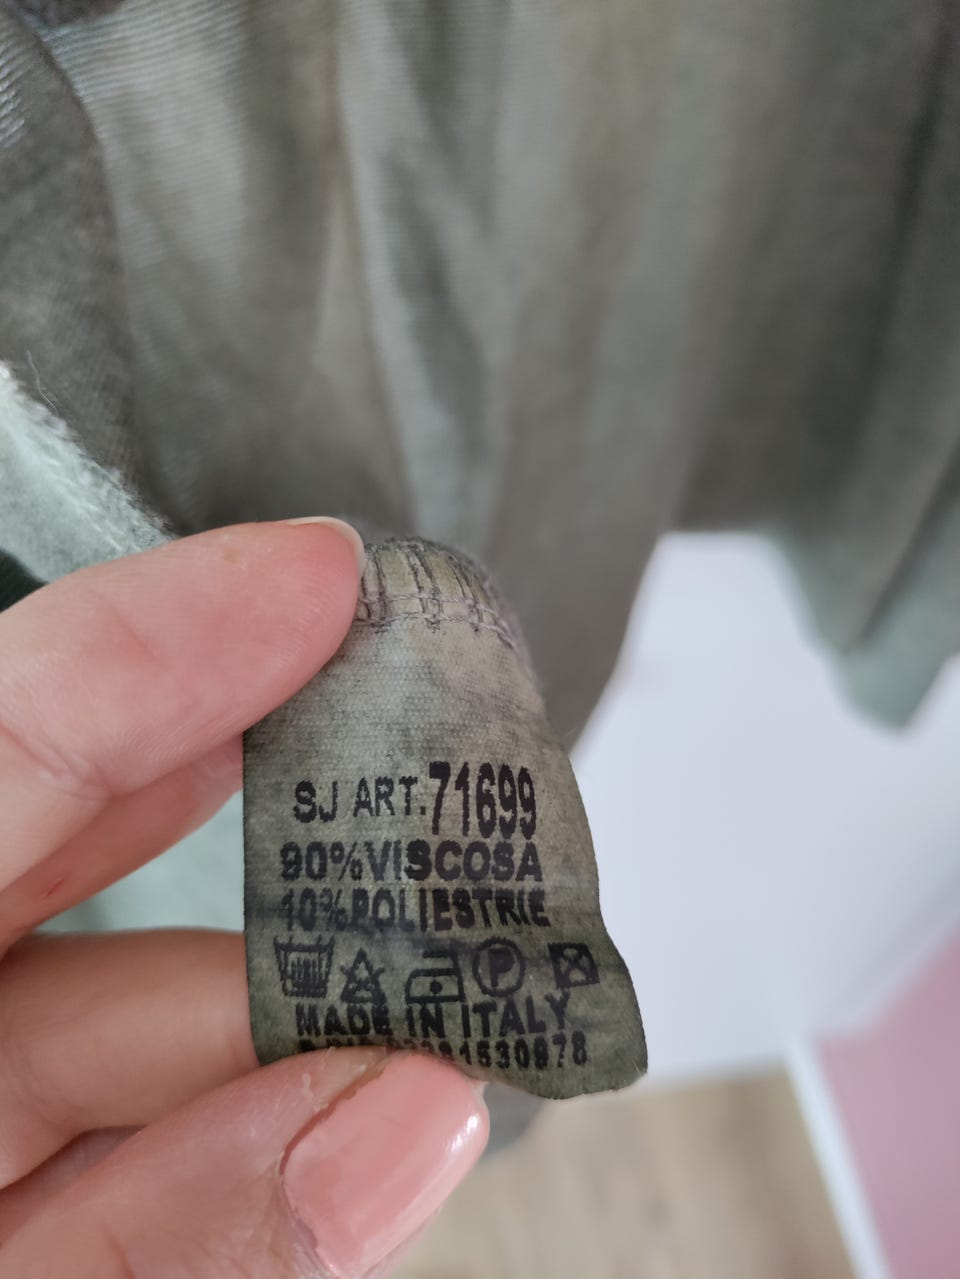 SJ ART.71699
90%VISCOSA
10%POLIESTRIE
P
MADE IN ITALY